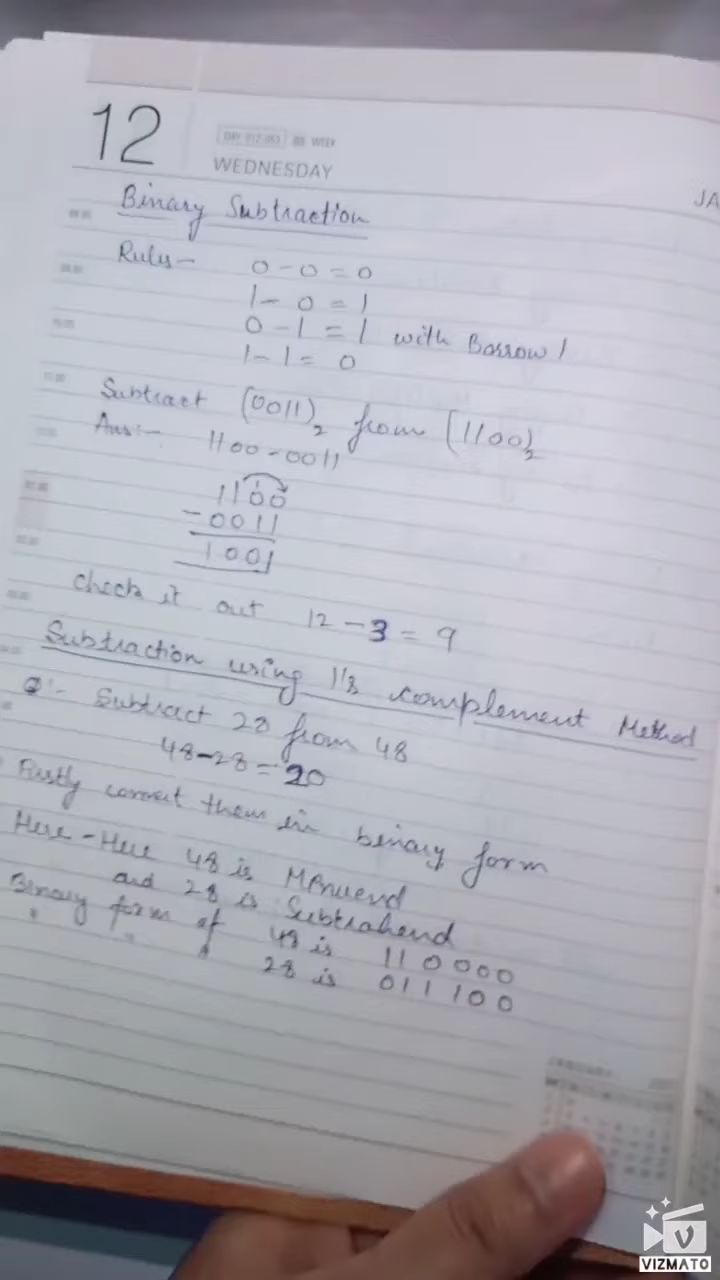 12
WEDNESDAY
Binary Subtraction
Rules-
0-0=0
1-0=1
0-1=1 with Borrow 1
1-1=0
Subtract (0011)2 from (1100)2
Ans:- 1100-0011
1100
-0011
1001
check it out 12-3=9
Subtraction using 1's complement Method
Q:- Subtract 28 from 48
48-28=20
Firstly convert them in binary form
Here-Here 48 is Menuend
and 28 is Subtrahend
Binary form of 48 is 110000
" " " 28 is 011100
JA
VIZMATO